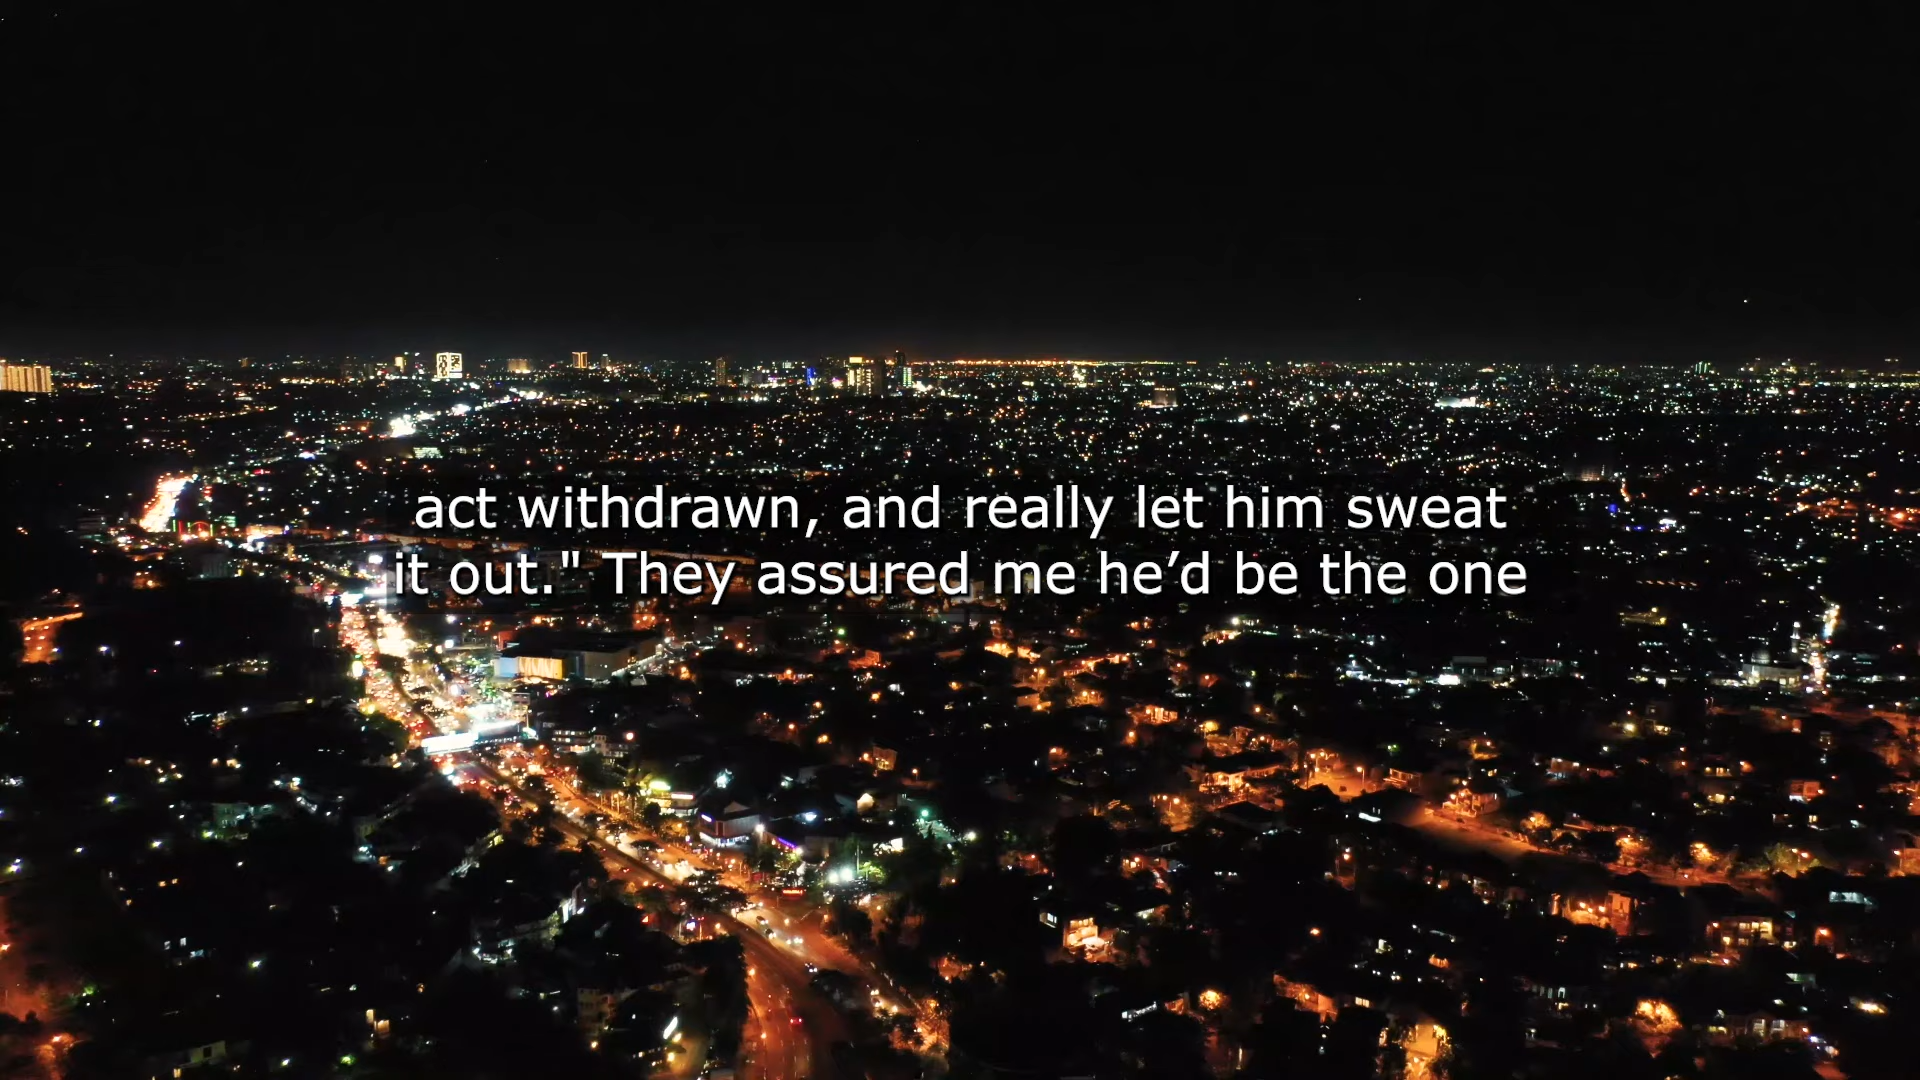 act withdrawn, and really let him sweat
it out." They assured me he’d be the one